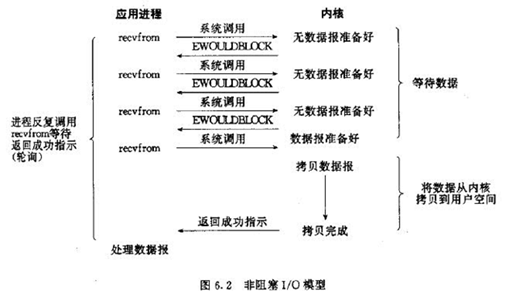 应用进程
内核
recvfrom
系统调用
无数据报准备好
EWOULDBLOCK
recvfrom
系统调用
无数据报准备好
EWOULDBLOCK
等待数据
recvfrom
系统调用
无数据报准备好
EWOULDBLOCK
进程反复调用
recvfrom等待
返回成功指示
(轮询)
recvfrom
系统调用
数据报准备好
拷贝数据报
将数据从内核
拷贝到用户空间
返回成功指示
拷贝完成
处理数据报
图 6.2 非阻塞 I/O 模型